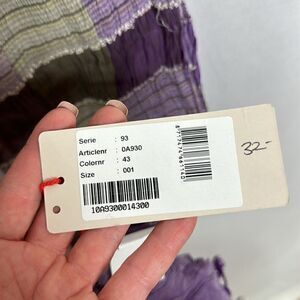 Serie : 93
Articlenr : 0A930
Colornr : 43
Size : 001
10A9300014300
32-